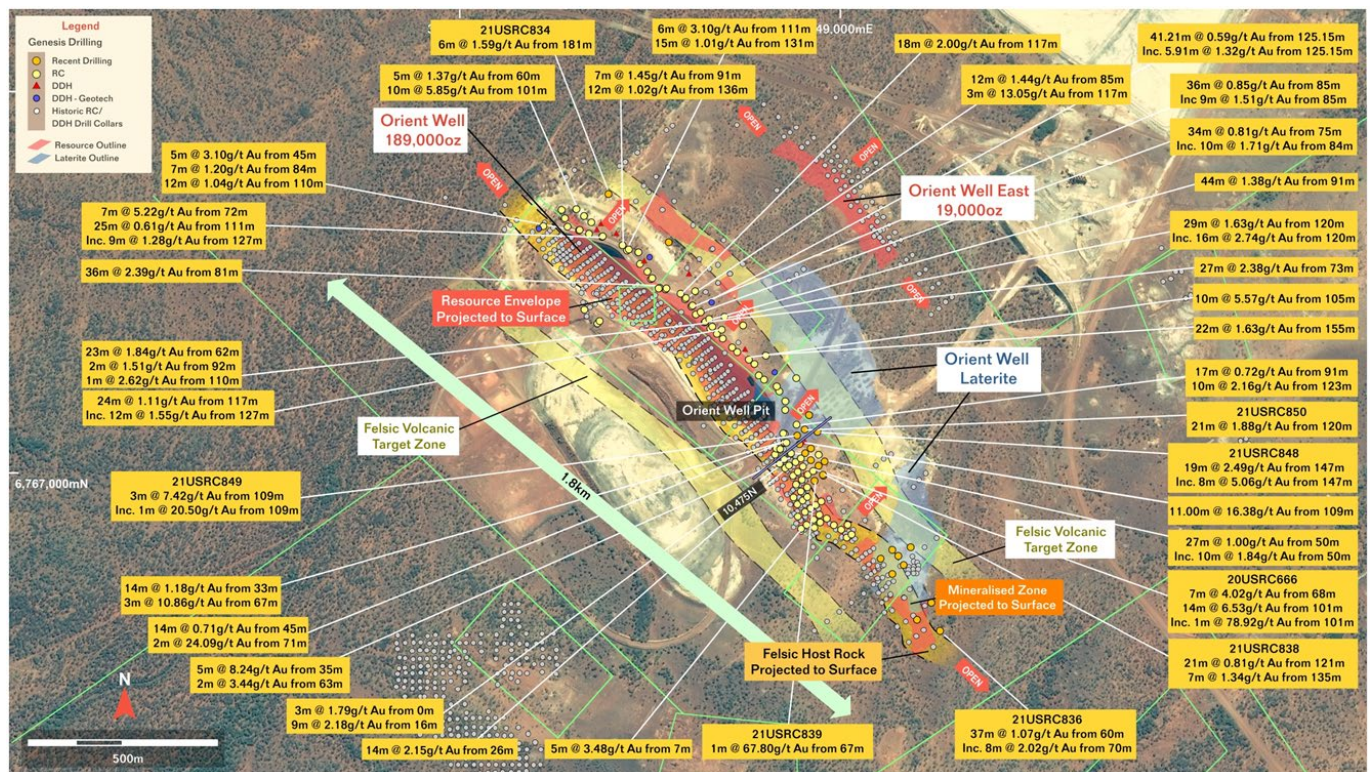 Legend
Genesis Drilling
Recent Drilling
RC
DDH
DDH - Geotech
Historic RC/
DDH Drill Collars
Resource Outline
Laterite Outline
21USRC834
6m @ 1.59g/t Au from 181m
6m @ 3.10g/t Au from 111m
15m @ 1.01g/t Au from 131m
49,000mE
18m @ 2.00g/t Au from 117m
41.21m @ 0.59g/t Au from 125.15m
Inc. 5.91m @ 1.32g/t Au from 125.15m
5m @ 1.37g/t Au from 60m
10m @ 5.85g/t Au from 101m
7m @ 1.45g/t Au from 91m
12m @ 1.02g/t Au from 136m
12m @ 1.44g/t Au from 85m
3m @ 13.05g/t Au from 117m
36m @ 0.85g/t Au from 85m
Inc 9m @ 1.51g/t Au from 85m
Orient Well
189,000oz
OPEN
34m @ 0.81g/t Au from 75m
Inc. 10m @ 1.71g/t Au from 84m
5m @ 3.10g/t Au from 45m
7m @ 1.20g/t Au from 84m
12m @ 1.04g/t Au from 110m
OPEN
OPEN
Orient Well East
19,000oz
44m @ 1.38g/t Au from 91m
7m @ 5.22g/t Au from 72m
25m @ 0.61g/t Au from 111m
Inc. 9m @ 1.28g/t Au from 127m
OPEN
29m @ 1.63g/t Au from 120m
Inc. 16m @ 2.74g/t Au from 120m
36m @ 2.39g/t Au from 81m
27m @ 2.38g/t Au from 73m
Resource Envelope
Projected to Surface
OPEN
OPEN
10m @ 5.57g/t Au from 105m
22m @ 1.63g/t Au from 155m
23m @ 1.84g/t Au from 62m
2m @ 1.51g/t Au from 92m
1m @ 2.62g/t Au from 110m
Orient Well
Laterite
17m @ 0.72g/t Au from 91m
10m @ 2.16g/t Au from 123m
24m @ 1.11g/t Au from 117m
Inc. 12m @ 1.55g/t Au from 127m
Orient Well Pit
OPEN
21USRC850
21m @ 1.88g/t Au from 120m
Felsic Volcanic
Target Zone
21USRC848
19m @ 2.49g/t Au from 147m
Inc. 8m @ 5.06g/t Au from 147m
6,767,000mN
21USRC849
3m @ 7.42g/t Au from 109m
Inc. 1m @ 20.50g/t Au from 109m
1.8km
10,475N
OPEN
11.00m @ 16.38g/t Au from 109m
Felsic Volcanic
Target Zone
27m @ 1.00g/t Au from 50m
Inc. 10m @ 1.84g/t Au from 50m
14m @ 1.18g/t Au from 33m
3m @ 10.86g/t Au from 67m
Mineralised Zone
Projected to Surface
20USRC666
7m @ 4.02g/t Au from 68m
14m @ 6.53g/t Au from 101m
Inc. 1m @ 78.92g/t Au from 101m
14m @ 0.71g/t Au from 45m
2m @ 24.09g/t Au from 71m
Felsic Host Rock
Projected to Surface
OPEN
21USRC838
21m @ 0.81g/t Au from 121m
7m @ 1.34g/t Au from 135m
5m @ 8.24g/t Au from 35m
2m @ 3.44g/t Au from 63m
N
3m @ 1.79g/t Au from 0m
9m @ 2.18g/t Au from 16m
21USRC836
37m @ 1.07g/t Au from 60m
Inc. 8m @ 2.02g/t Au from 70m
14m @ 2.15g/t Au from 26m
5m @ 3.48g/t Au from 7m
21USRC839
1m @ 67.80g/t Au from 67m
500m